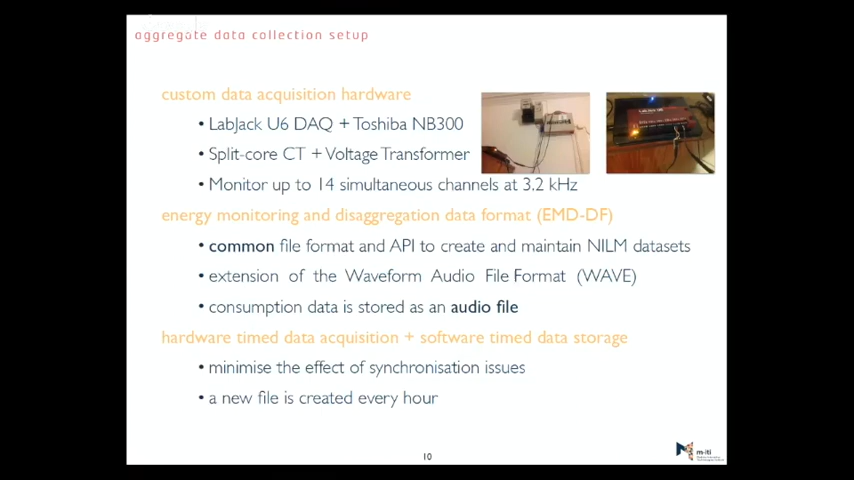 aggregate data collection setup
custom data acquisition hardware
• LabJack U6 DAQ + Toshiba NB300
• Split-core CT + Voltage Transformer
• Monitor up to 14 simultaneous channels at 3.2 kHz
energy monitoring and disaggregation data format (EMD-DF)
• common file format and API to create and maintain NILM datasets
• extension of the Waveform Audio File Format (WAVE)
• consumption data is stored as an audio file
hardware timed data acquisition + software timed data storage
• minimise the effect of synchronisation issues
• a new file is created every hour
10
m-iti